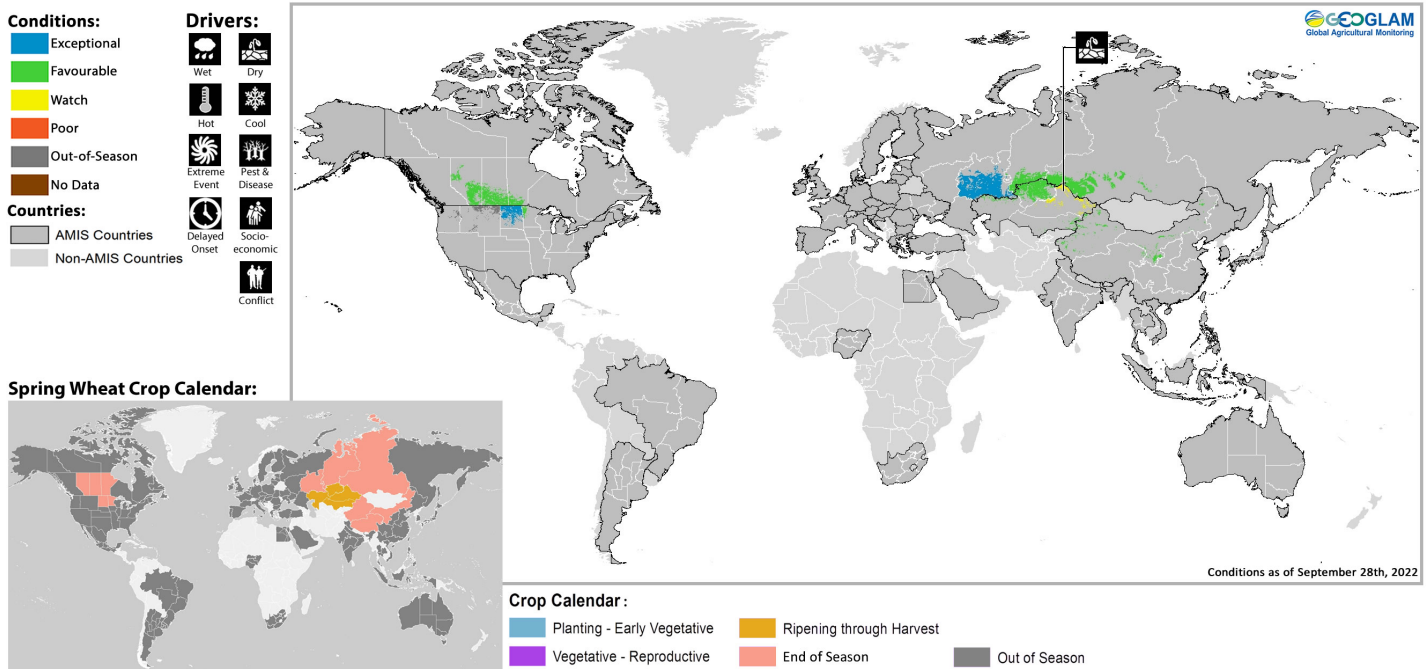 Conditions:
Exceptional
Favourable
Watch
Poor
Out-of-Season
No Data
Countries:
AMIS Countries
Non-AMIS Countries
Drivers:
Wet
Dry
Hot
Cool
Extreme
Event
Pest &
Disease
Delayed
Onset
Socio-
economic
Conflict
GEOGLAM
Global Agricultural Monitoring
Conditions as of September 28th, 2022
Spring Wheat Crop Calendar:
Crop Calendar :
Planting - Early Vegetative
Vegetative - Reproductive
Ripening through Harvest
End of Season
Out of Season